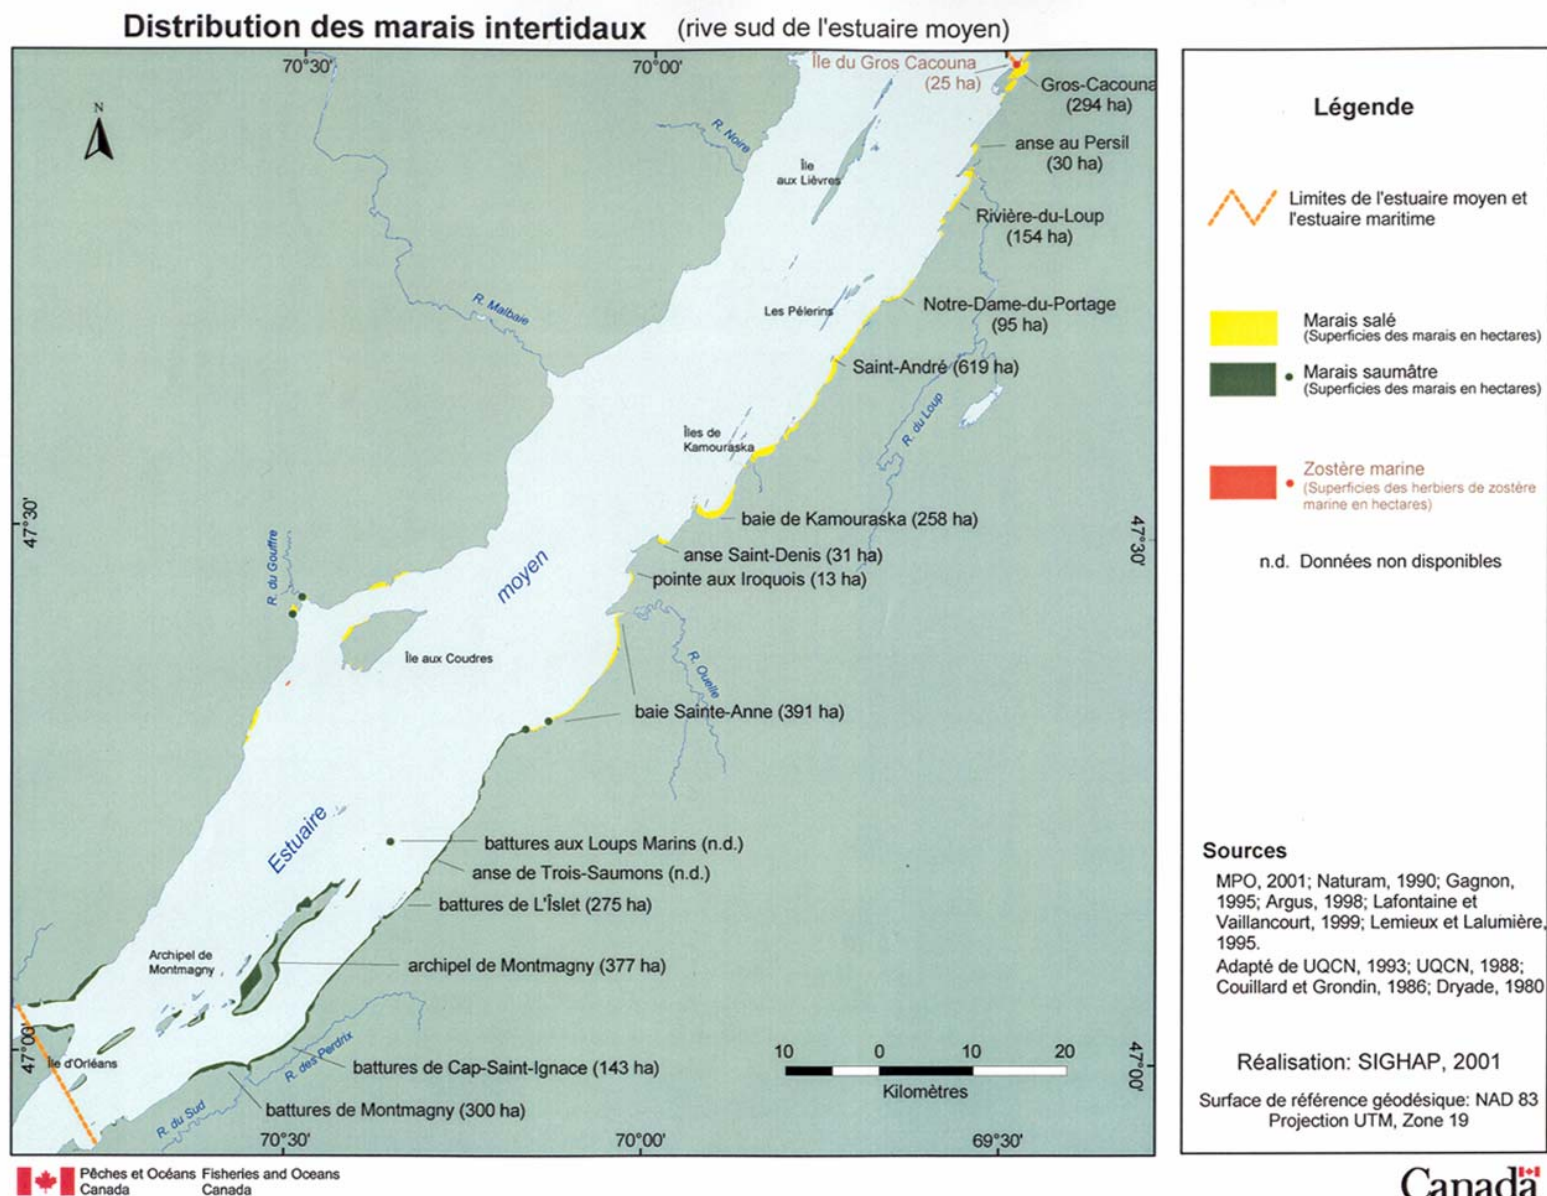 Distribution des marais intertidaux (rive sud de l'estuaire moyen)
70°30'
70°00'
Île du Gros Cacouna
(25 ha)
Gros-Cacouna
(294 ha)
N
R. Noire
anse au Persil
(30 ha)
Île
aux Lièvres
Rivière-du-Loup
(154 ha)
R. Malbaie
Les Pélerins
Notre-Dame-du-Portage
(95 ha)
Saint-André (619 ha)
R. du Loup
Îles de
Kamouraska
47°30'
47°30'
baie de Kamouraska (258 ha)
R. du Gouffre
moyen
anse Saint-Denis (31 ha)
pointe aux Iroquois (13 ha)
Île aux Coudres
R. Ouelle
baie Sainte-Anne (391 ha)
Estuaire
battures aux Loups Marins (n.d.)
anse de Trois-Saumons (n.d.)
battures de L'Îslet (275 ha)
Archipel de
Montmagny
archipel de Montmagny (377 ha)
47°00'
47°00'
Île d'Orléans
R. des Perdrix
battures de Cap-Saint-Ignace (143 ha)
10 0 10 20
Kilomètres
R. du Sud
battures de Montmagny (300 ha)
70°30'
70°00'
69°30'
Légende
Limites de l'estuaire moyen et
l'estuaire maritime
Marais salé
(Superficies des marais en hectares)
Marais saumâtre
(Superficies des marais en hectares)
Zostère marine
(Superficies des herbiers de zostère
marine en hectares)
n.d. Données non disponibles
Sources
MPO, 2001; Naturam, 1990; Gagnon,
1995; Argus, 1998; Lafontaine et
Vaillancourt, 1999; Lemieux et Lalumière,
1995.
Adapté de UQCN, 1993; UQCN, 1988;
Couillard et Grondin, 1986; Dryade, 1980
Réalisation: SIGHAP, 2001
Surface de référence géodésique: NAD 83
Projection UTM, Zone 19
Pêches et Océans Fisheries and Oceans
Canada Canada
Canada